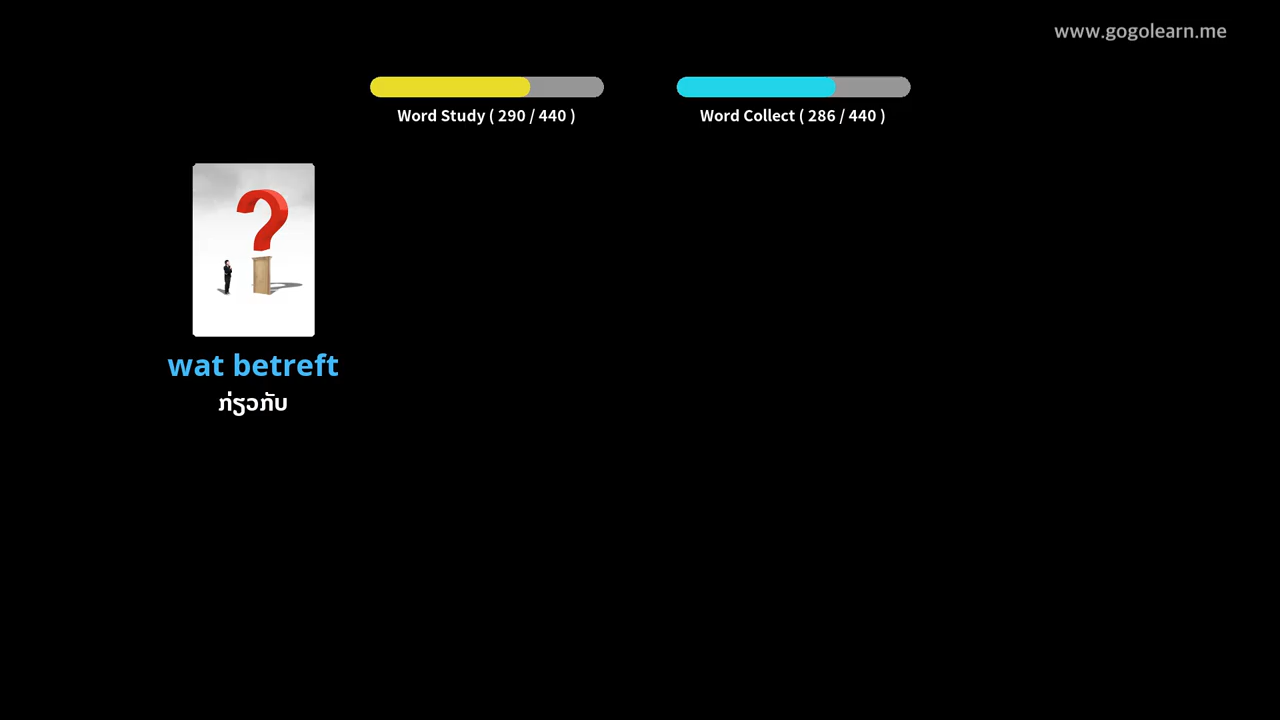 www.gogolearn.me
Word Study ( 290 / 440 )
Word Collect ( 286 / 440 )
wat betreft
ກ່ຽວກັບ